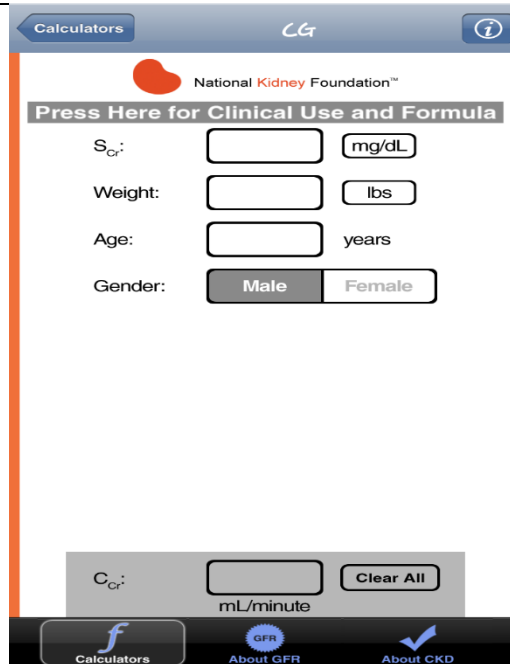 Calculators CG i
National Kidney Foundation™
Press Here for Clinical Use and Formula
SCr: mg/dL
Weight: lbs
Age: years
Gender: Male Female
CCr: Clear All
mL/minute
f GFR
Calculators About GFR About CKD